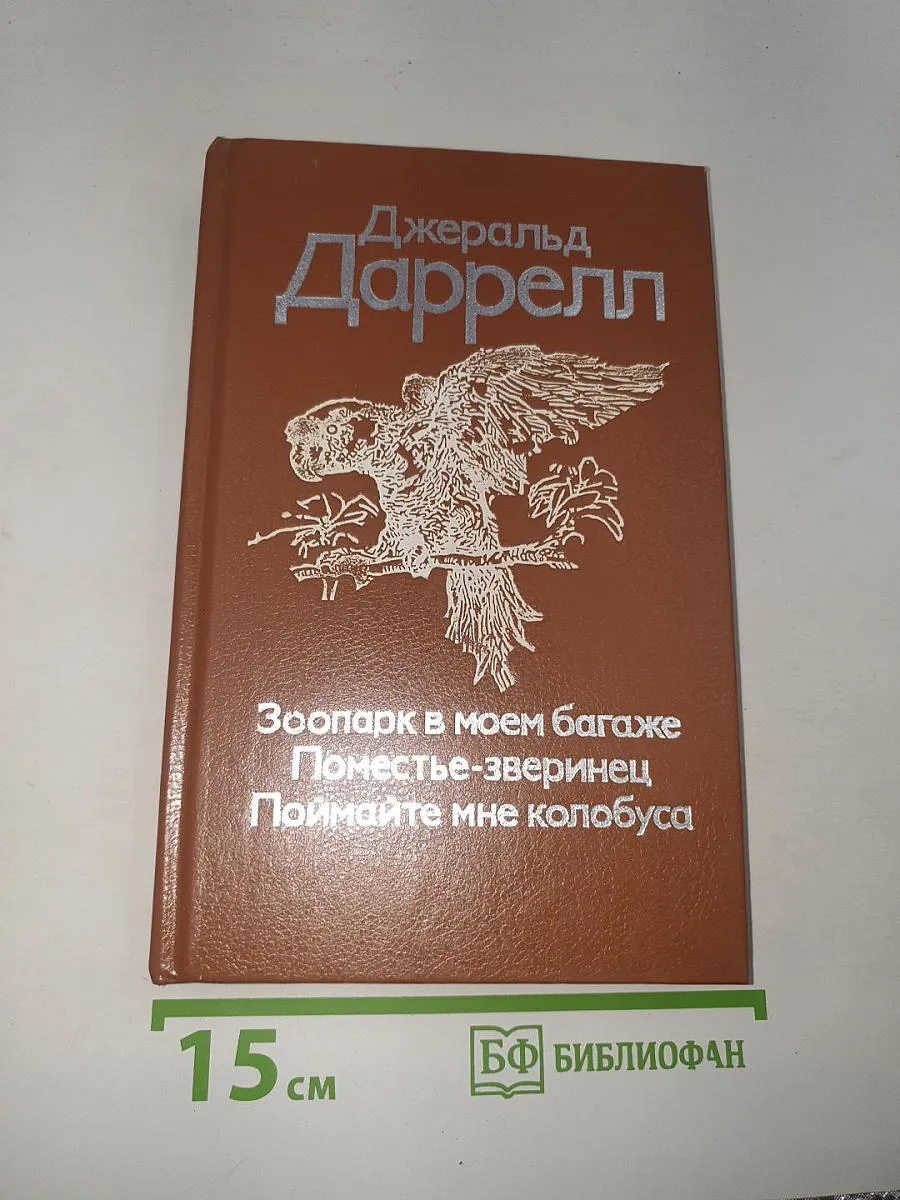 Джеральд
Даррелл
Зоопарк в моем багаже
Поместье-зверинец
Поймайте мне колобуса
15 см
БФ БИБЛИОФАН